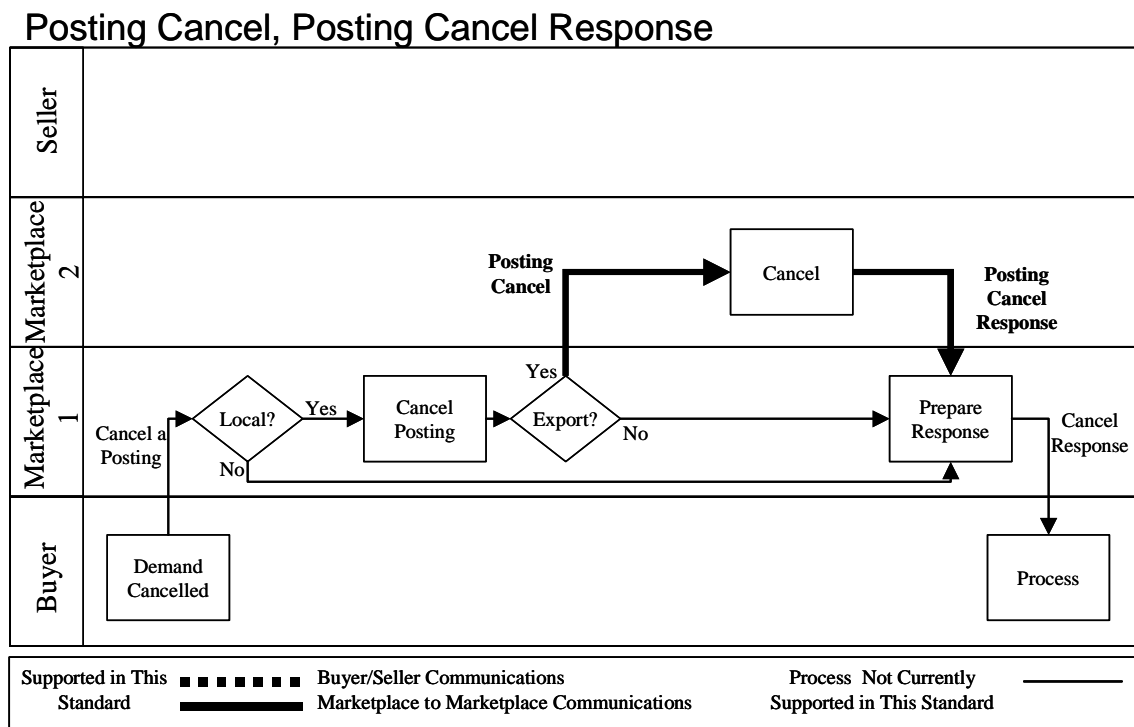 Posting Cancel, Posting Cancel Response
Seller
Marketplace
2
Posting
Cancel
Cancel
Posting
Cancel
Response
Marketplace
1
Cancel a
Posting
Local?
Yes
No
Cancel
Posting
Yes
Export?
No
Prepare
Response
Cancel
Response
Buyer
Demand
Cancelled
Process
Supported in This
Standard
Buyer/Seller Communications
Marketplace to Marketplace Communications
Process Not Currently
Supported in This Standard